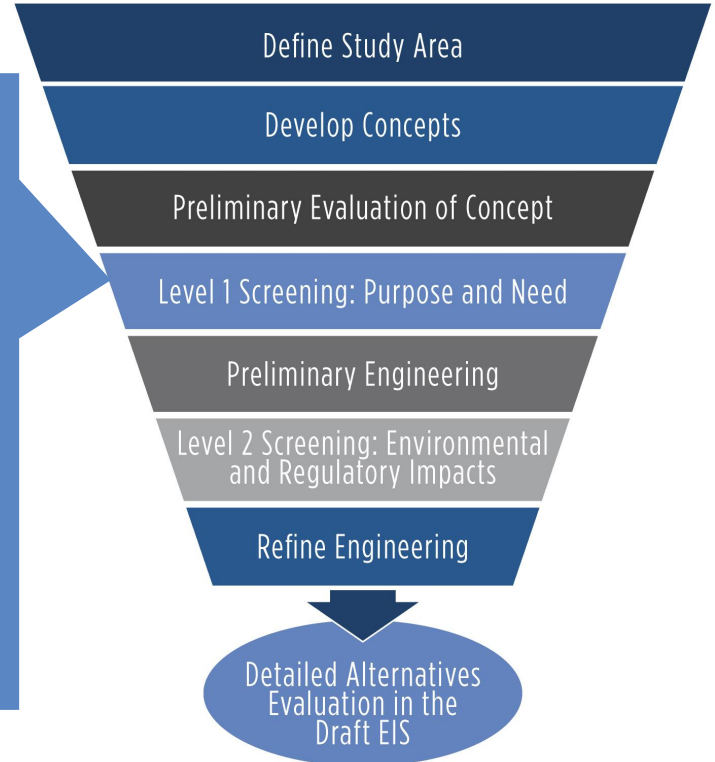 Define Study Area
Develop Concepts
Preliminary Evaluation of Concept
Level 1 Screening: Purpose and Need
Preliminary Engineering
Level 2 Screening: Environmental
and Regulatory Impacts
Refine Engineering
Detailed Alternatives
Evaluation in the
Draft EIS